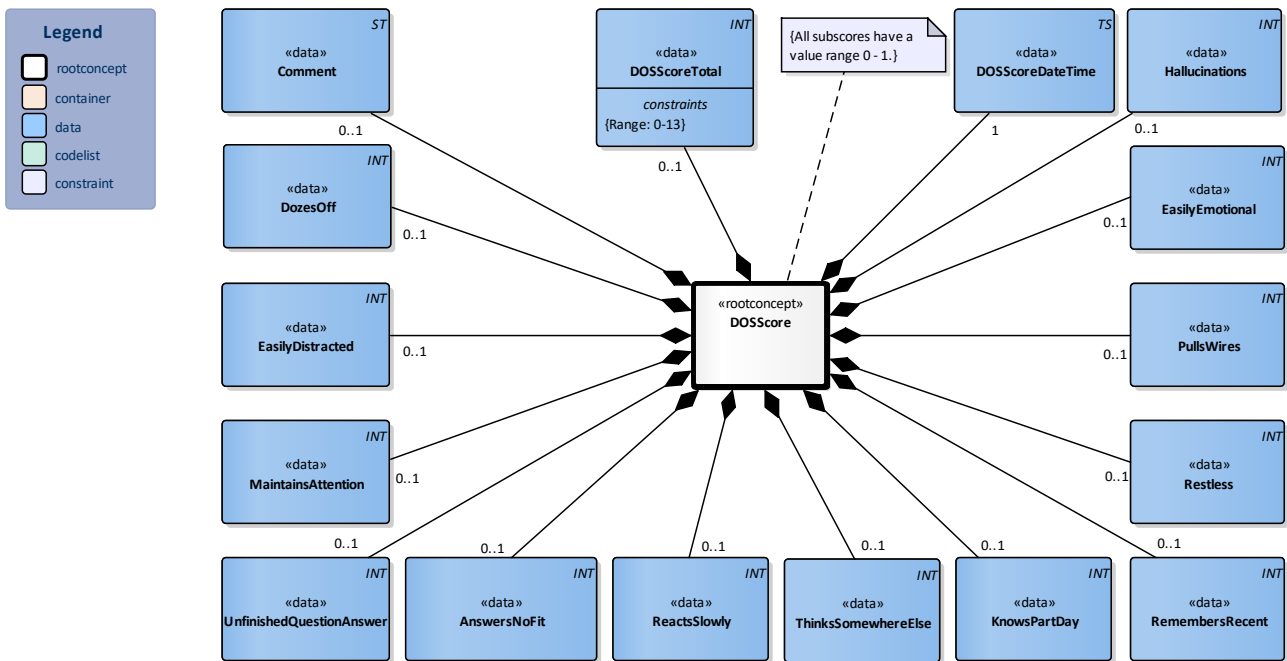 Legend
rootconcept
container
data
codelist
constraint
ST
«data»
Comment
0..1
INT
«data»
DOSScoreTotal
constraints
{Range: 0-13}
0..1
{All subscores have a
value range 0 - 1.}
TS
«data»
DOSScoreDateTime
1
INT
«data»
Hallucinations
0..1
INT
«data»
DozesOff
0..1
INT
«data»
EasilyEmotional
0..1
«rootconcept»
DOSScore
INT
«data»
EasilyDistracted
0..1
INT
«data»
PullsWires
0..1
INT
«data»
MaintainsAttention
0..1
INT
«data»
Restless
0..1
INT
«data»
UnfinishedQuestionAnswer
0..1
INT
«data»
AnswersNoFit
0..1
INT
«data»
ReactsSlowly
0..1
INT
«data»
ThinksSomewhereElse
0..1
INT
«data»
KnowsPartDay
0..1
INT
«data»
RemembersRecent
0..1